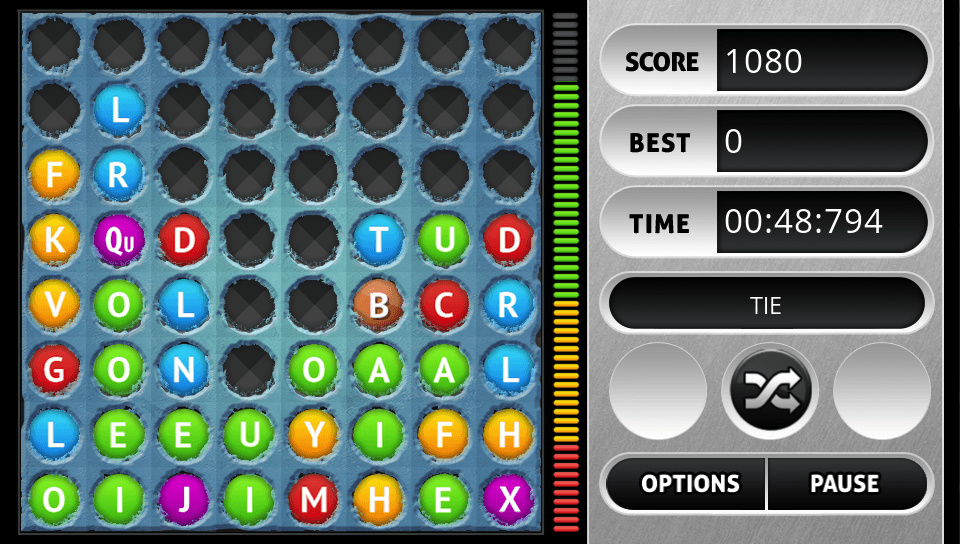 L
F R
K Qu D T U D
V O L B C R
G O N O A A L
L E E U Y I F H
O I J I M H E X
SCORE 1080
BEST 0
TIME 00:48:794
TIE
OPTIONS PAUSE